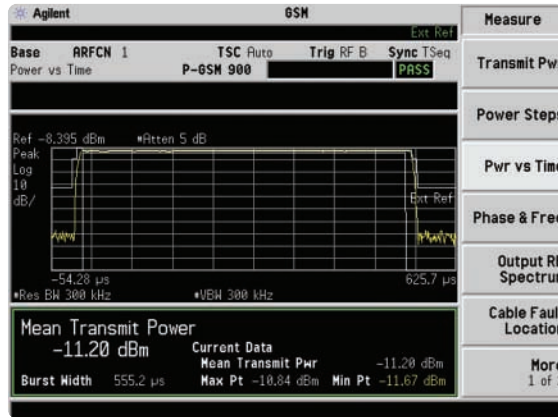 Agilent GSM
Ext Ref
Base ARFCN 1 TSC Auto Trig RF B Sync TSeq
Power vs Time P-GSM 900 PASS
Ref -8.395 dBm *Atten 5 dB
Peak
Log
10
dB/
Ext Ref
-54.28 µs 625.7 µs
*Res BW 300 kHz *VBW 300 kHz
Mean Transmit Power
-11.20 dBm
Current Data
Mean Transmit Pwr -11.20 dBm
Burst Width 555.2 µs Max Pt -10.84 dBm Min Pt -11.67 dBm
Measure
Transmit Pw
Power Steps
Pwr vs Time
Phase & Fre
Output R
Spectru
Cable Faul
Location
More
1 of